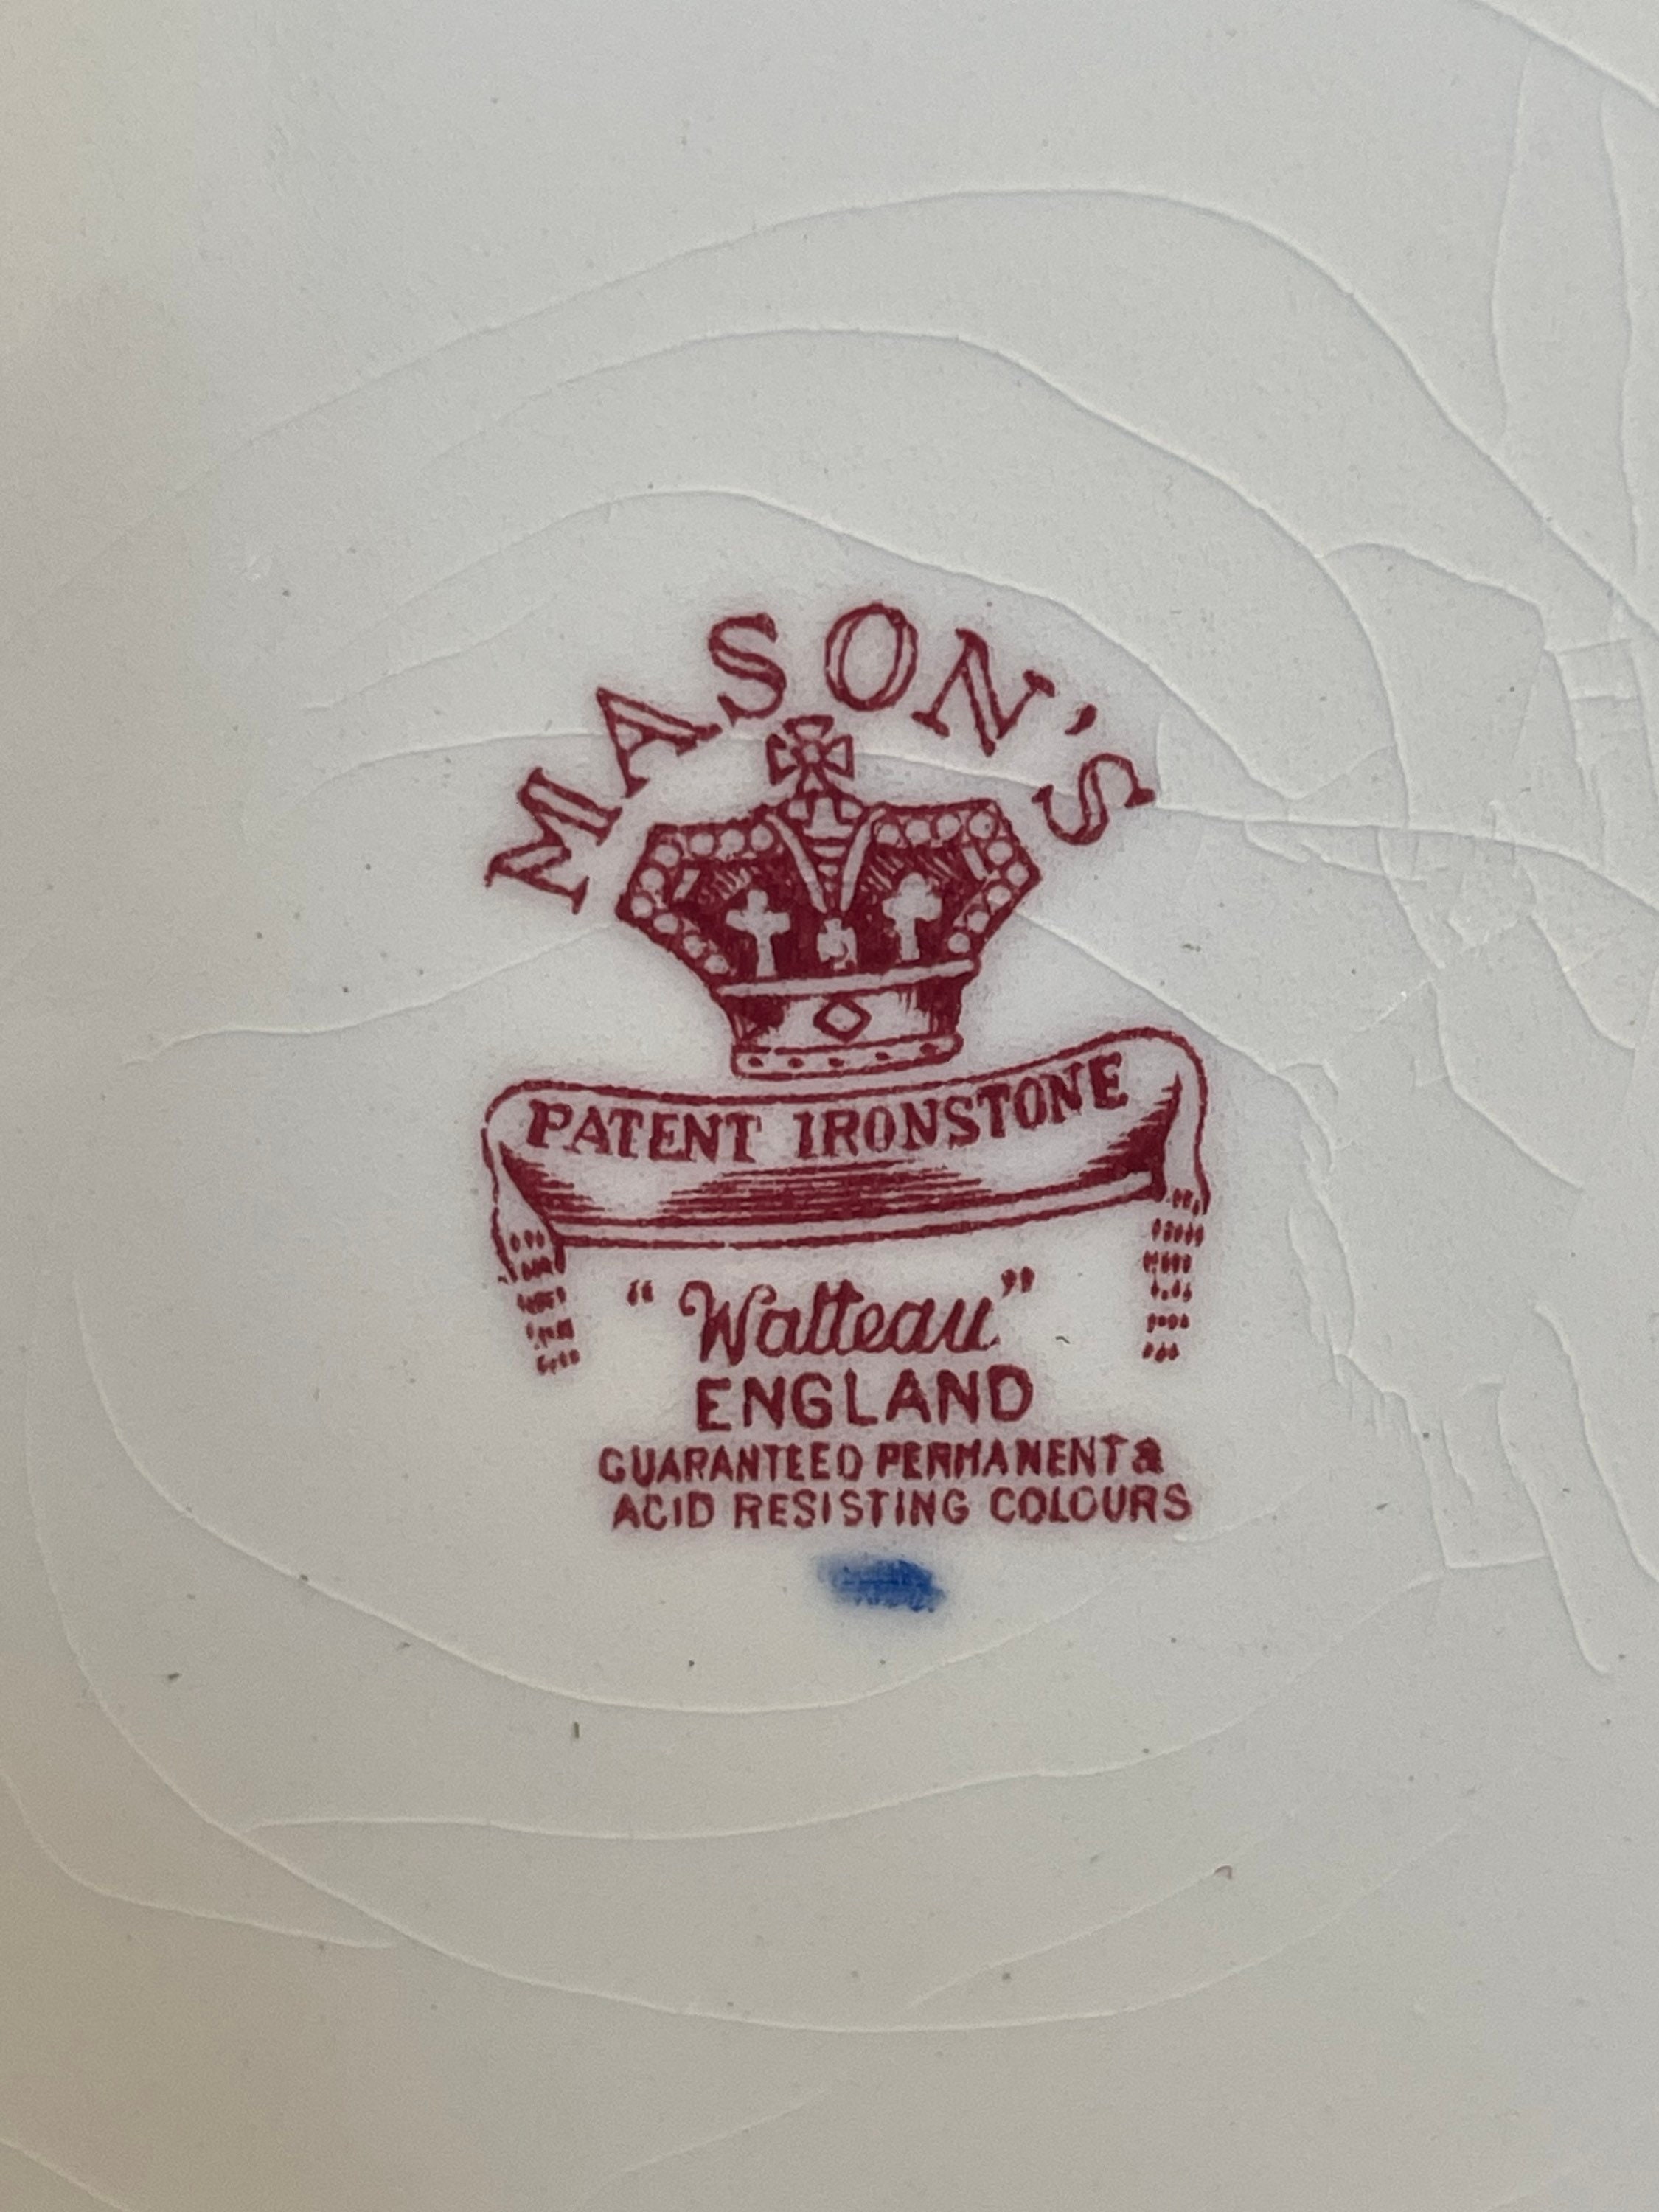 MASON'S
PATENT IRONSTONE
"Watteau"
ENGLAND
GUARANTEED PERMANENT &
ACID RESISTING COLOURS